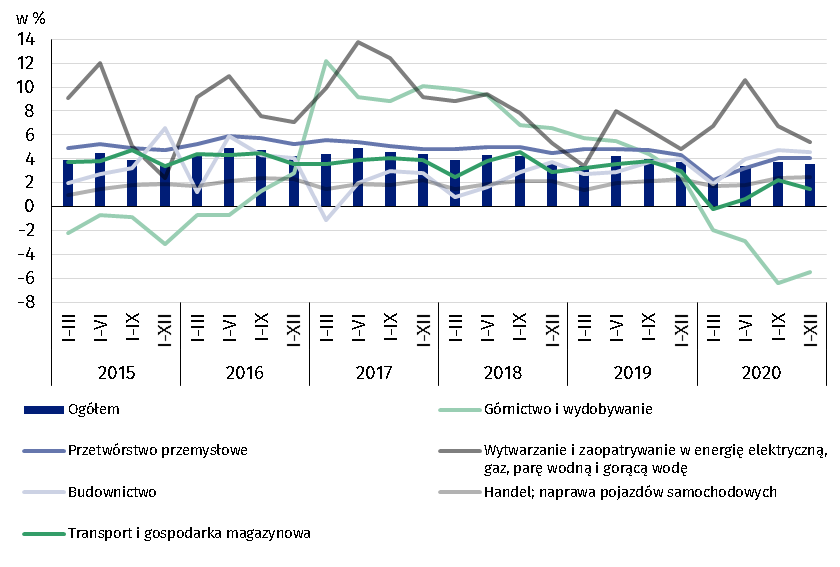 w %
14
12
10
8
6
4
2
0
-2
-4
-6
-8
I-III I-VI I-IX I-XII I-III I-VI I-IX I-XII I-III I-VI I-IX I-XII I-III I-VI I-IX I-XII I-III I-VI I-IX I-XII I-III I-VI I-IX I-XII
2015 2016 2017 2018 2019 2020
Ogółem
Górnictwo i wydobywanie
Przetwórstwo przemysłowe
Wytwarzanie i zaopatrywanie w energię elektryczną,
gaz, parę wodną i gorącą wodę
Budownictwo
Handel; naprawa pojazdów samochodowych
Transport i gospodarka magazynowa